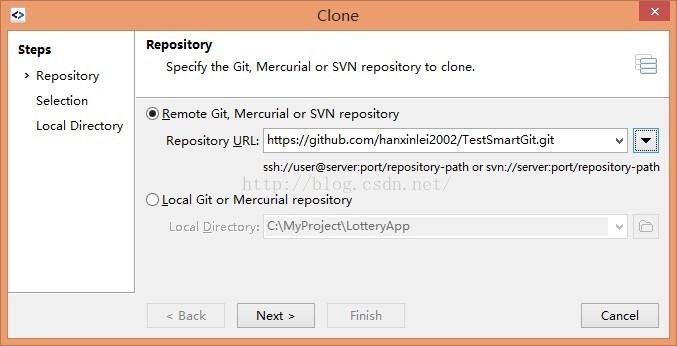 Clone
Steps
Repository
Selection
Local Directory
Repository
Specify the Git, Mercurial or SVN repository to clone.
Remote Git, Mercurial or SVN repository
Repository URL: https://github.com/hanxinlei2002/TestSmartGit.git
ssh://user@server:port/repository-path or svn://server:port/repository-path
http://blog.csdn.net/
Local Git or Mercurial repository
Local Directory: C:\MyProject\LotteryApp
< Back Next > Finish Cancel